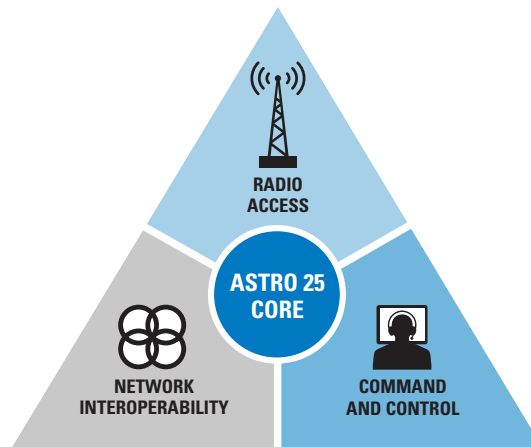 RADIO
ACCESS
ASTRO 25
CORE
NETWORK
INTEROPERABILITY
COMMAND
AND CONTROL